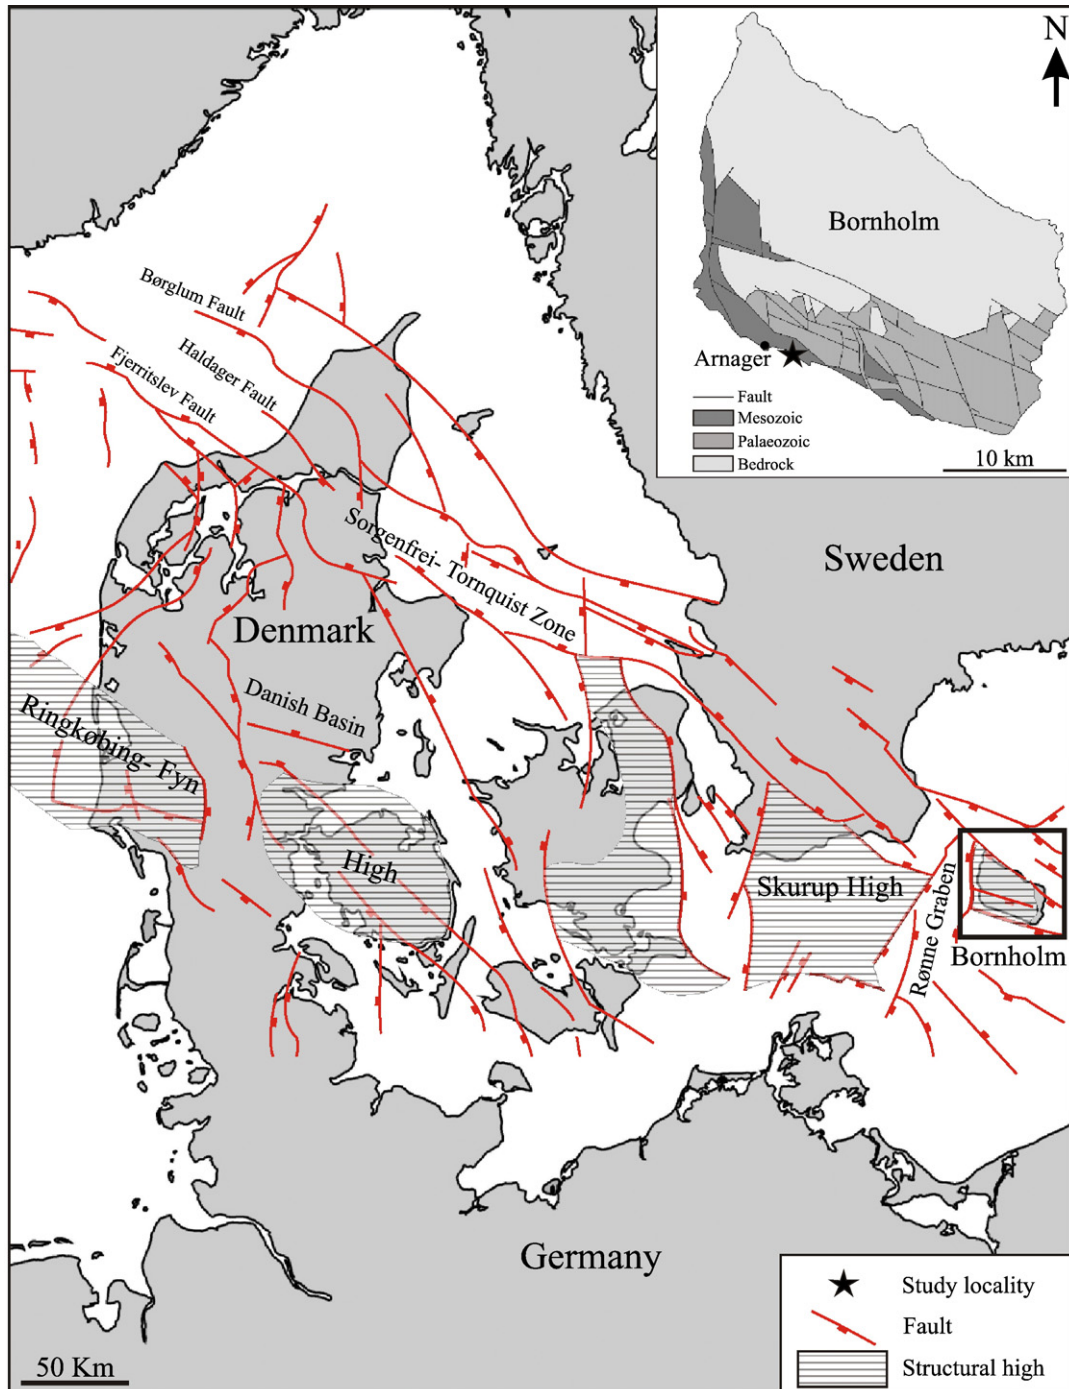 N
Bornholm
Arnager
Fault
Mesozoic
Palaeozoic
Bedrock
10 km
Børglum Fault
Haldager Fault
Fjerritslev Fault
Sorgenfrei- Tornquist Zone
Sweden
Denmark
Danish Basin
Ringkøbing- Fyn
High
Skurup High
Rønne Graben
Bornholm
Germany
Study locality
Fault
Structural high
50 Km